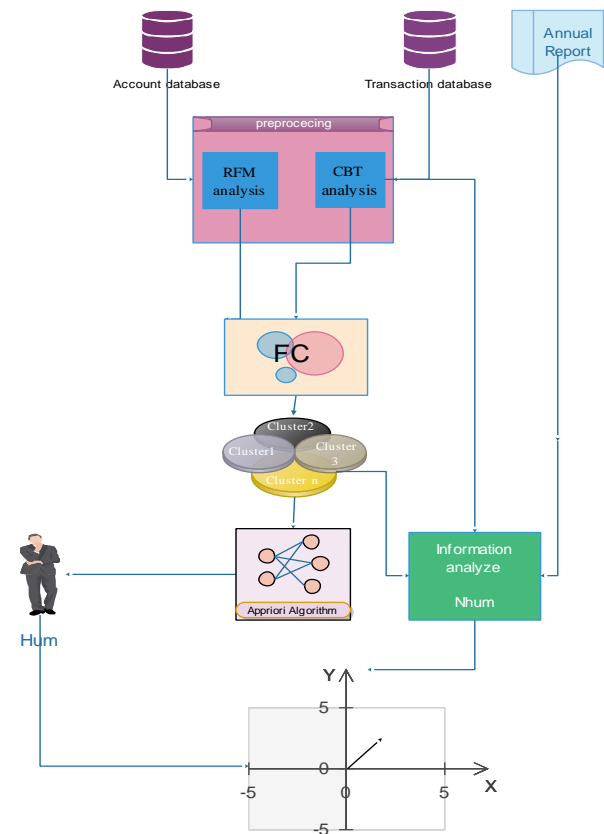 Annual
Report
Account database
Transaction database
preprocecing
RFM
analysis
CBT
analysis
FC
Cluster2
Cluster1
Cluster
3
Cluster n
Information
analyze
Nhum
Appriori Algorithm
Hum
Y
5
0
-5
0
5
X
-5